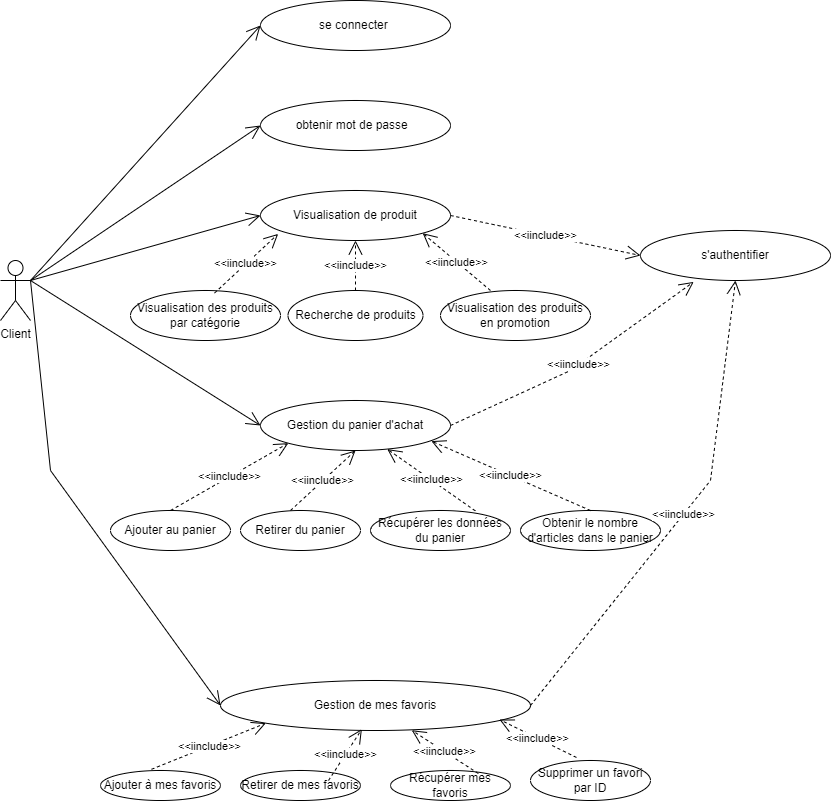 se connecter
obtenir mot de passe
Visualisation de produit
<<iinclude>>
s'authentifier
<<iinclude>>
<<iinclude>>
<<iinclude>>
Client
Visualisation des produits
par catégorie
Recherche de produits
Visualisation des produits
en promotion
<<iinclude>>
Gestion du panier d'achat
<<iinclude>>
<<iinclude>>
<<iinclude>>
<<iinclude>>
Ajouter au panier
Retirer du panier
Récupérer les données
du panier
Obtenir le nombre
d'articles dans le panier
<<iinclude>>
Gestion de mes favoris
<<iinclude>>
<<iinclude>>
<<iinclude>>
<<iinclude>>
Ajouter à mes favoris
Retirer de mes favoris
Récupérer mes
favoris
Supprimer un favori
par ID